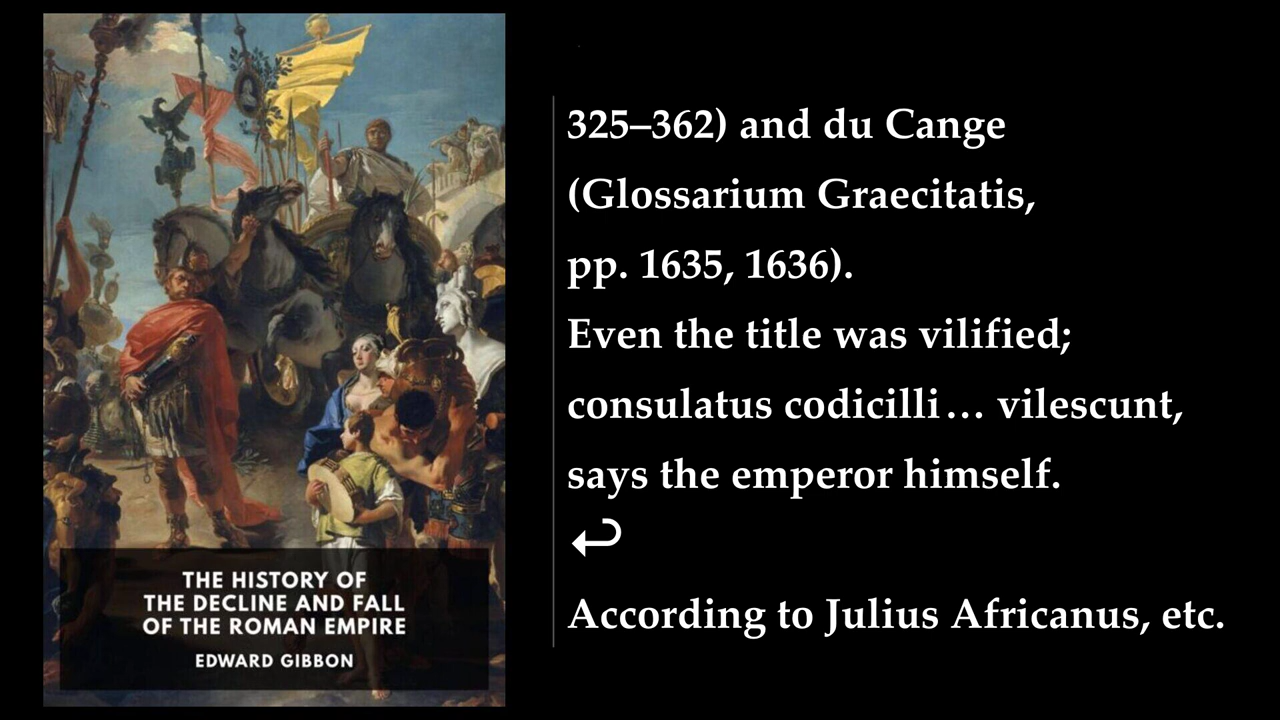 THE HISTORY OF
THE DECLINE AND FALL
OF THE ROMAN EMPIRE
EDWARD GIBBON
325–362) and du Cange
(Glossarium Graecitatis,
pp. 1635, 1636).
Even the title was vilified;
consulatus codicilli… vilescunt,
says the emperor himself.
↩
According to Julius Africanus, etc.